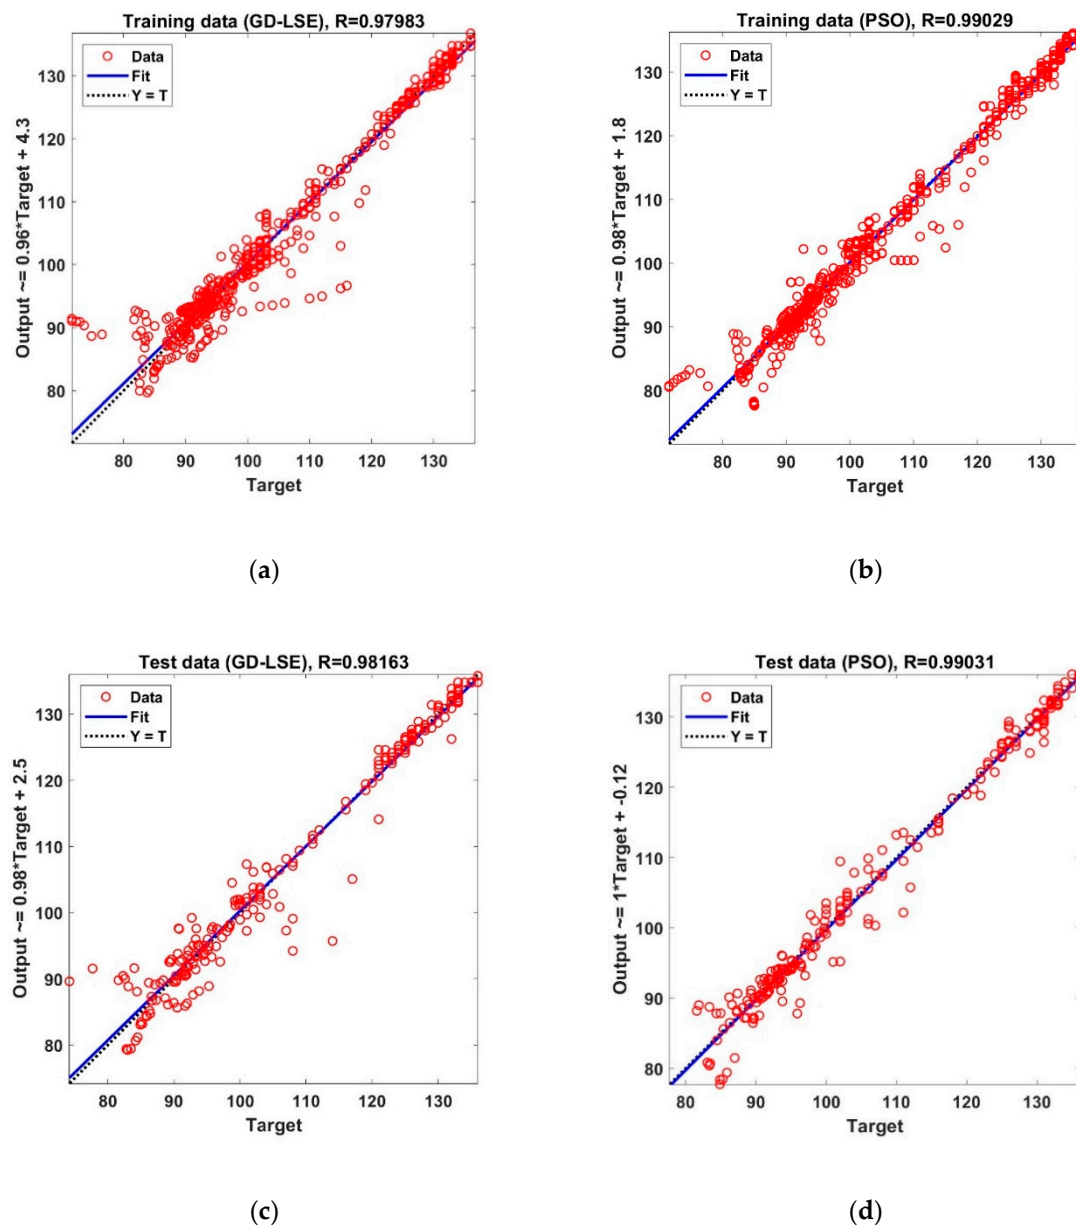 Training data (GD-LSE), R=0.97983
Data
Fit
Y = T
Output ~= 0.96*Target + 4.3
130
120
110
100
90
80
80 90 100 110 120 130
Target
(a)
Training data (PSO), R=0.99029
Data
Fit
Y = T
Output ~= 0.98*Target + 1.8
130
120
110
100
90
80
80 90 100 110 120 130
Target
(b)
Test data (GD-LSE), R=0.98163
Data
Fit
Y = T
Output ~= 0.98*Target + 2.5
130
120
110
100
90
80
80 90 100 110 120 130
Target
(c)
Test data (PSO), R=0.99031
Data
Fit
Y = T
Output ~= 1*Target + -0.12
130
120
110
100
90
80
80 90 100 110 120 130
Target
(d)